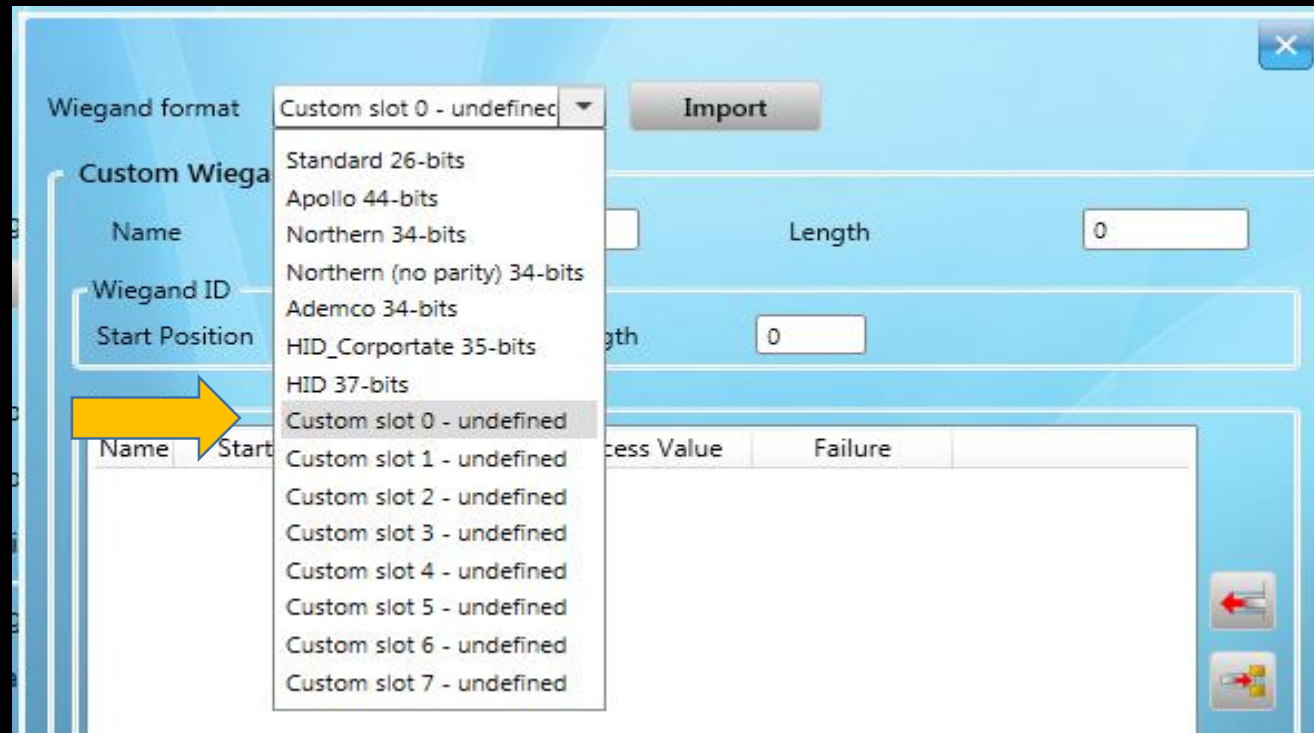 Wiegand format Custom slot 0 - undefined Import
Standard 26-bits
Custom Wiega
Apollo 44-bits
Name Northern 34-bits Length 0
Northern (no parity) 34-bits
Wiegand ID
Ademco 34-bits
Start Position HID_Corportate 35-bits gth 0
HID 37-bits
Custom slot 0 - undefined
Name Start Custom slot 1 - undefined cess Value Failure
Custom slot 2 - undefined
Custom slot 3 - undefined
Custom slot 4 - undefined
Custom slot 5 - undefined
Custom slot 6 - undefined
Custom slot 7 - undefined